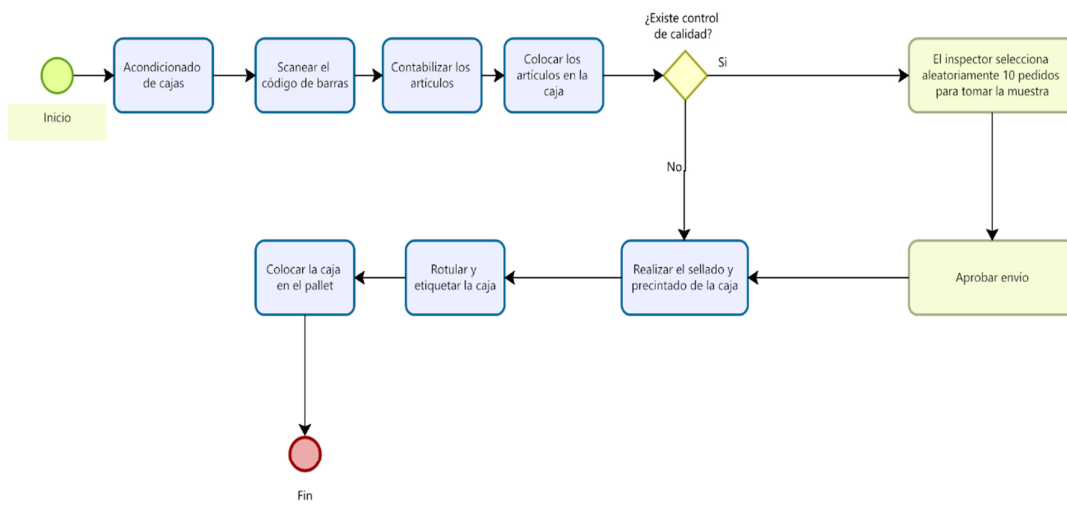 ¿Existe control
de calidad?
Inicio
Acondicionado
de cajas
Scanear el
código de barras
Contabilizar los
artículos
Colocar los
artículos en la
caja
Si
El inspector selecciona
aleatoriamente 10 pedidos
para tomar la muestra
No
Colocar la caja
en el pallet
Rotular y
etiquetar la caja
Realizar el sellado y
precintado de la caja
Aprobar envío
Fin